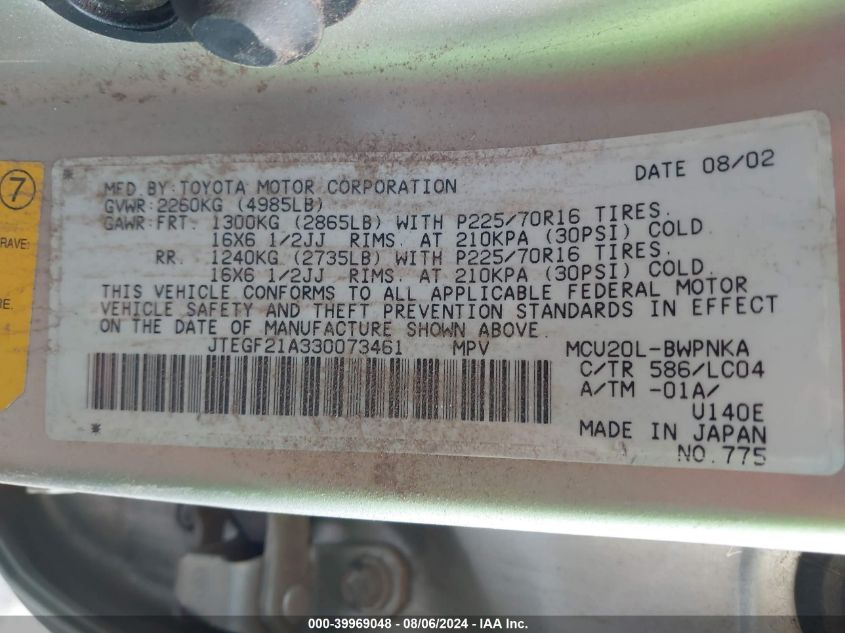 DATE 08/02
MFD BY:TOYOTA MOTOR CORPORATION
GVWR:2260KG (4985LB)
GAWR:FRT. 1300KG (2865LB) WITH P225/70R16 TIRES.
16X6 1/2JJ RIMS. AT 210KPA (30PSI) COLD.
RR. 1240KG (2735LB) WITH P225/70R16 TIRES.
16X6 1/2JJ RIMS. AT 210KPA (30PSI) COLD.
THIS VEHICLE CONFORMS TO ALL APPLICABLE FEDERAL MOTOR
VEHICLE SAFETY AND THEFT PREVENTION STANDARDS IN EFFECT
ON THE DATE OF MANUFACTURE SHOWN ABOVE.
JTEGF21A330073461 MPV MCU20L-BWPNKA
C/TR 586/LC04
A/TM -01A/
U140E
MADE IN JAPAN
NO.775
7
RAVE:
RE.
000-39969048 - 08/06/2024 - IAA Inc.